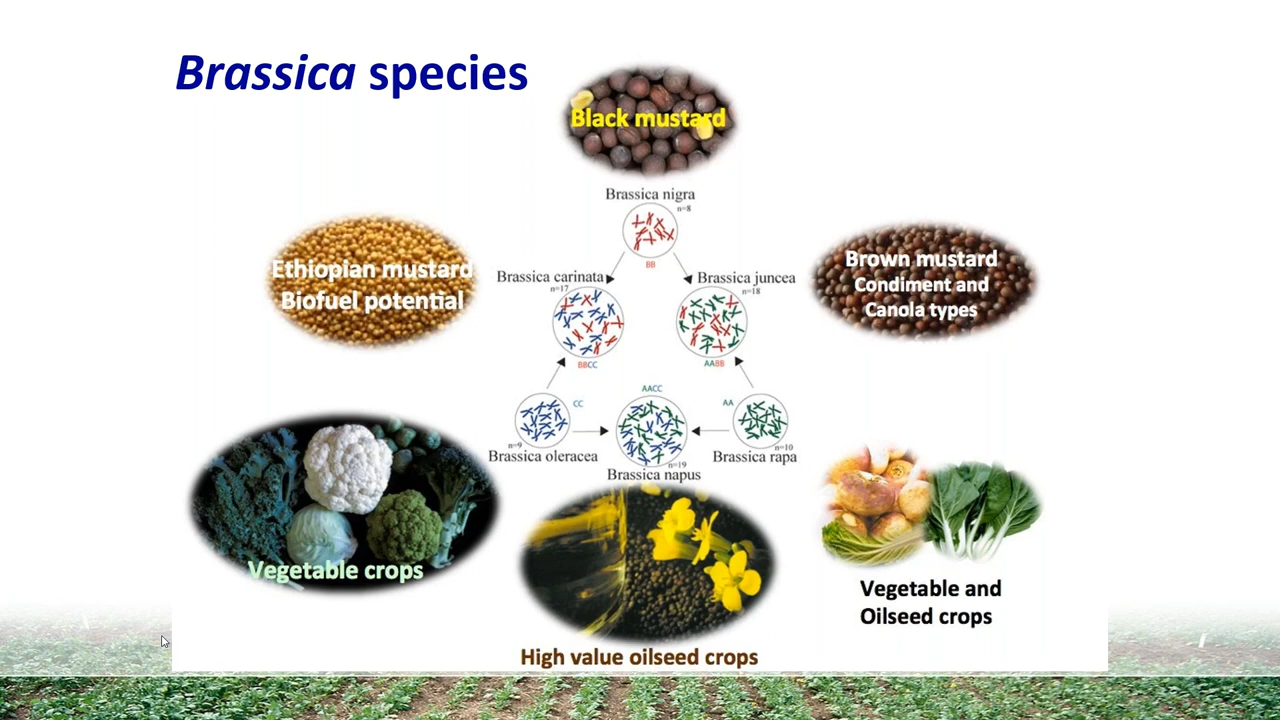 Brassica species
Black mustard
Brassica nigra
n=8
BB
Ethiopian mustard
Biofuel potential
Brassica carinata
n=17
BBCC
Brassica juncea
n=18
AABB
Brown mustard
Condiment and
Canola types
CC
n=9
Brassica oleracea
AACC
n=19
Brassica napus
AA
n=10
Brassica rapa
Vegetable crops
High value oilseed crops
Vegetable and
Oilseed crops